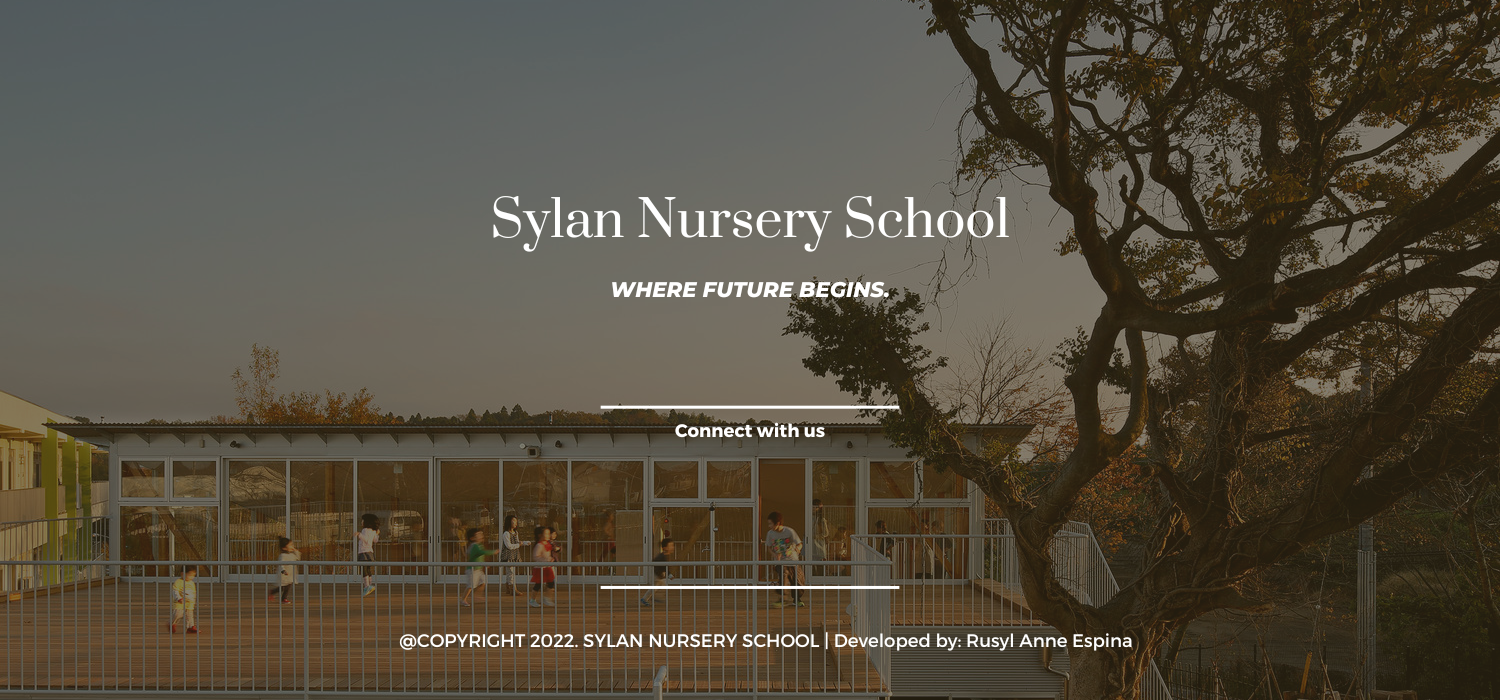 Sylan Nursery School
WHERE FUTURE BEGINS.
Connect with us
@COPYRIGHT 2022. SYLAN NURSERY SCHOOL | Developed by: Rusyl Anne Espina